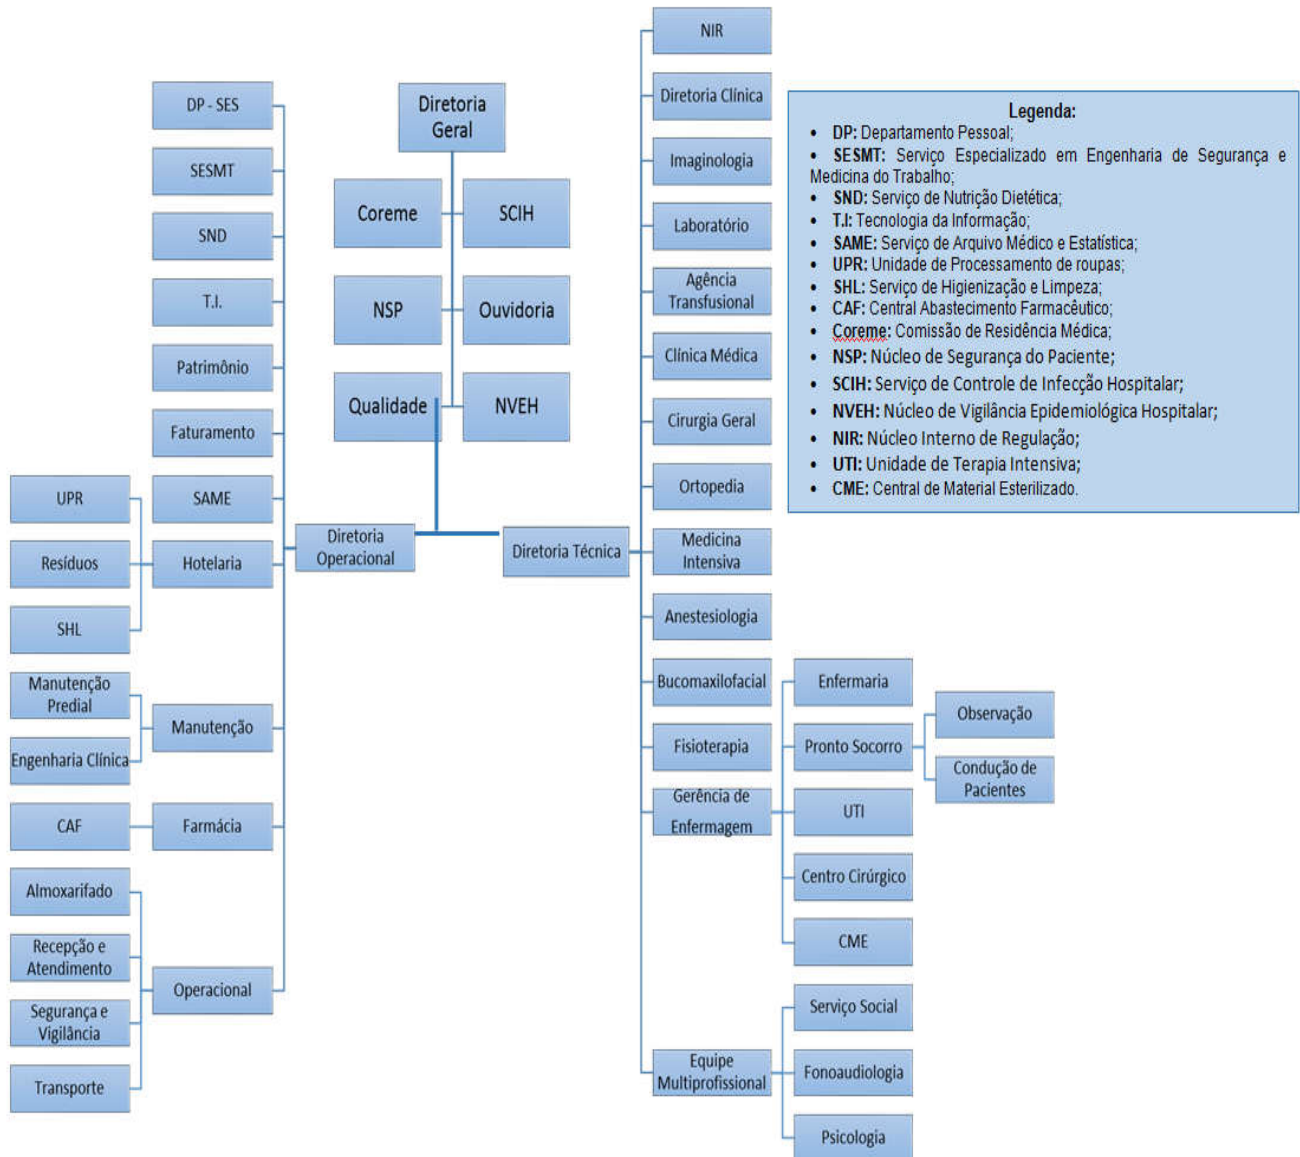 NIR
Diretoria Clínica
Imaginologia
Laboratório
Agência
Transfusional
Clínica Médica
Cirurgia Geral
Ortopedia
Medicina
Intensiva
Anestesiologia
Bucomaxilofacial
Fisioterapia
Gerência de
Enfermagem
Equipe
Multiprofissional
Diretoria
Geral
Coreme
SCIH
NSP
Ouvidoria
Qualidade
NVEH
Diretoria
Operacional
Diretoria Técnica
DP - SES
SESMT
SND
T.I.
Patrimônio
Faturamento
SAME
Hotelaria
Manutenção
Farmácia
Operacional
UPR
Resíduos
SHL
Manutenção
Predial
Engenharia Clínica
CAF
Almoxarifado
Recepção e
Atendimento
Segurança e
Vigilância
Transporte
Enfermaria
Pronto Socorro
UTI
Centro Cirúrgico
CME
Observação
Condução de
Pacientes
Serviço Social
Fonoaudiologia
Psicologia
Legenda:
• DP: Departamento Pessoal;
• SESMT: Serviço Especializado em Engenharia de Segurança e
Medicina do Trabalho;
• SND: Serviço de Nutrição Dietética;
• T.I: Tecnologia da Informação;
• SAME: Serviço de Arquivo Médico e Estatística;
• UPR: Unidade de Processamento de roupas;
• SHL: Serviço de Higienização e Limpeza;
• CAF: Central Abastecimento Farmacêutico;
• Coreme: Comissão de Residência Médica;
• NSP: Núcleo de Segurança do Paciente;
• SCIH: Serviço de Controle de Infecção Hospitalar;
• NVEH: Núcleo de Vigilância Epidemiológica Hospitalar;
• NIR: Núcleo Interno de Regulação;
• UTI: Unidade de Terapia Intensiva;
• CME: Central de Material Esterilizado.